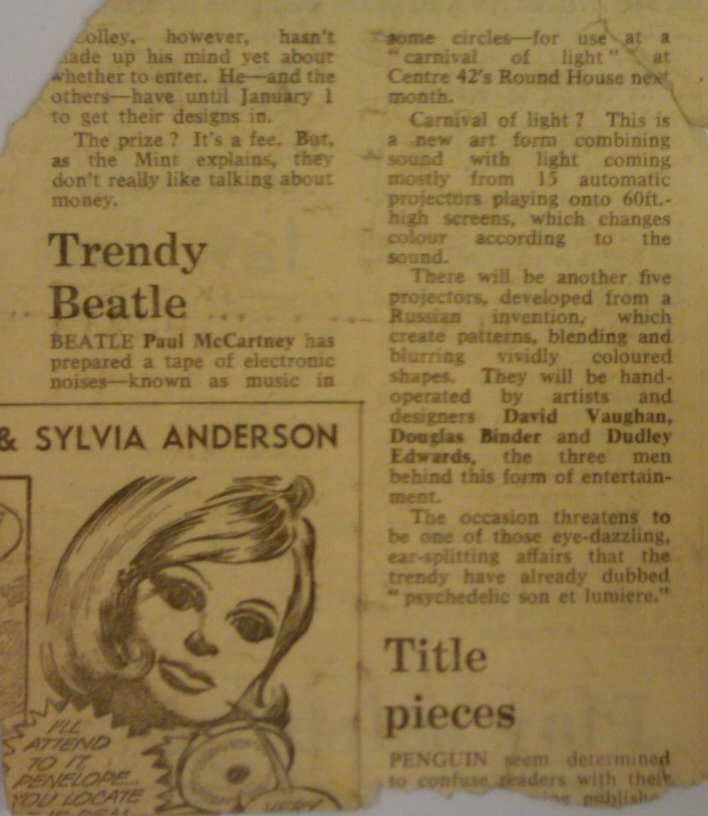 Colley, however, hasn't
made up his mind yet about
whether to enter. He—and the
others—have until January 1
to get their designs in.
The prize? It's a fee. But,
as the Mint explains, they
don't really like talking about
money.
Trendy
Beatle
BEATLE Paul McCartney has
prepared a tape of electronic
noises—known as music in
& SYLVIA ANDERSON
I'LL
ATTEND
TO IT,
PENELOPE..
YOU LOCATE
VERY
some circles—for use at a
"carnival of light" at
Centre 42's Round House next
month.
Carnival of light? This is
a new art form combining
sound with light coming
mostly from 15 automatic
projectors playing onto 60ft.-
high screens, which changes
colour according to the
sound.
There will be another five
projectors, developed from a
Russian invention, which
create patterns, blending and
blurring vividly coloured
shapes. They will be hand-
operated by artists and
designers David Vaughan,
Douglas Binder and Dudley
Edwards, the three men
behind this form of entertain-
ment.
The occasion threatens to
be one of those eye-dazzling,
ear-splitting affairs that the
trendy have already dubbed
"psychedelic son et lumiere."
Title
pieces
PENGUIN seem determined
to confuse readers with their